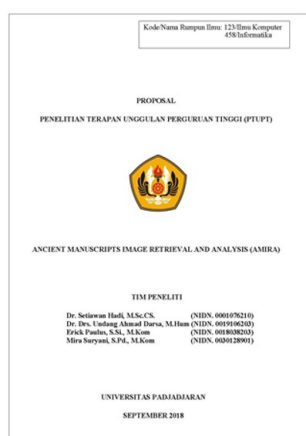 Kode/Nama Rumpun Ilmu: 123/Ilmu Komputer
458/Informatika
PROPOSAL
PENELITIAN TERAPAN UNGGULAN PERGURUAN TINGGI (PTUPT)
ANCIENT MANUSCRIPTS IMAGE RETRIEVAL AND ANALYSIS (AMIRA)
TIM PENELITI
Dr. Setiawan Hadi, M.Sc.CS. (NIDN. 0001076210)
Dr. Drs. Undang Ahmad Darsa, M.Hum (NIDN. 0019106203)
Erick Paulus, S.Si., M.Kom (NIDN. 0018038203)
Mira Suryani, S.Pd., M.Kom (NIDN. 0030128901)
UNIVERSITAS PADJADJARAN
SEPTEMBER 2018